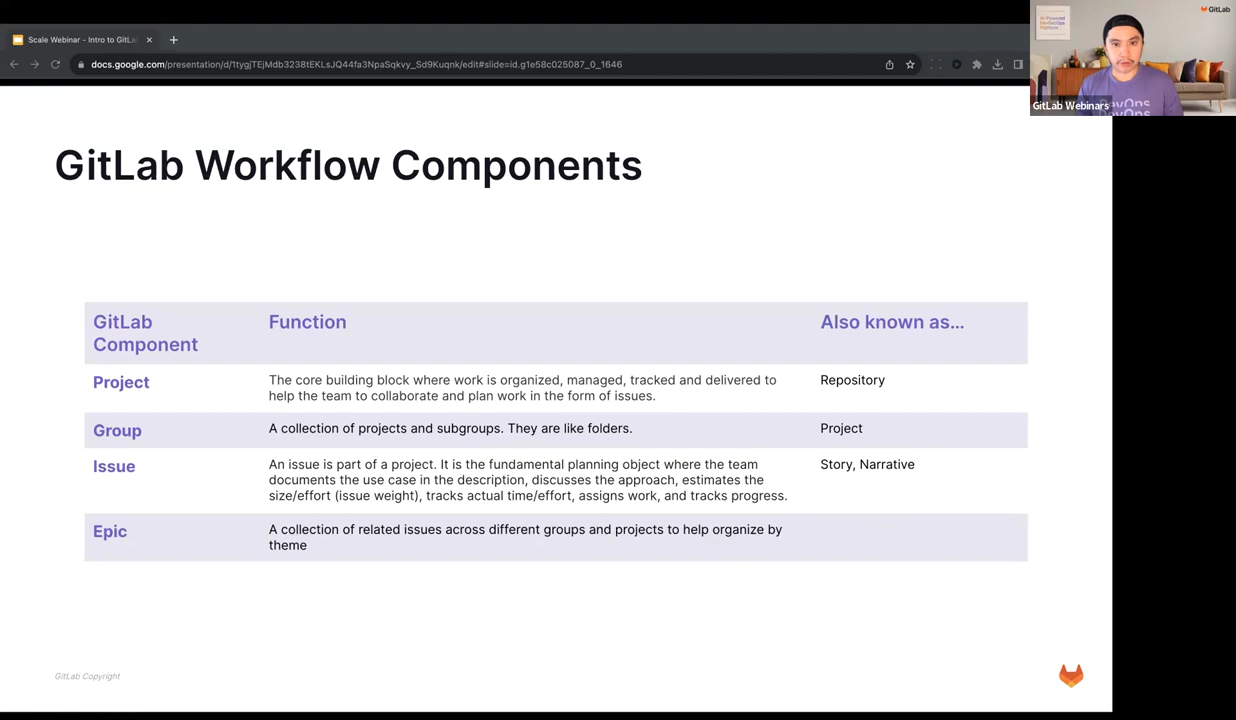 Scale Webinar - Intro to GitLa
docs.google.com/presentation/d/1tygjTEjMdb3238tEKLsJQ44fa3NpaSqkvy_Sd9Kuqnk/edit#slide=id.g1e58c025087_0_1646
AI-Powered
DevSecOps
Platform
GitLab
DevOps
GitLab Webinars
GitLab Workflow Components
GitLab
Component
Function
Also known as...
Project
The core building block where work is organized, managed, tracked and delivered to
help the team to collaborate and plan work in the form of issues.
Repository
Group
A collection of projects and subgroups. They are like folders.
Project
Issue
An issue is part of a project. It is the fundamental planning object where the team
documents the use case in the description, discusses the approach, estimates the
size/effort (issue weight), tracks actual time/effort, assigns work, and tracks progress.
Story, Narrative
Epic
A collection of related issues across different groups and projects to help organize by
theme
GitLab Copyright